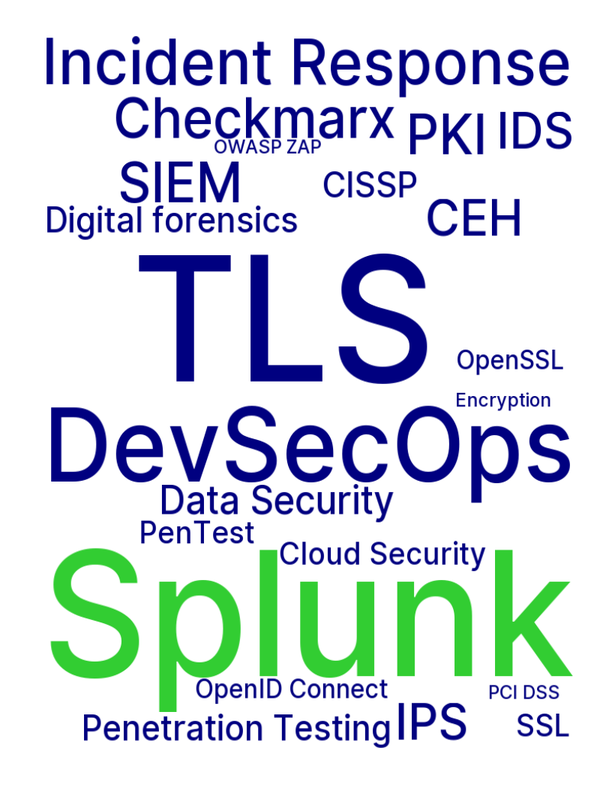 Incident Response
Checkmarx
PKI
IDS
OWASP ZAP
SIEM
CISSP
Digital forensics
CEH
TLS
OpenSSL
Encryption
DevSecOps
Data Security
PenTest
Cloud Security
Splunk
OpenID Connect
PCI DSS
Penetration Testing
IPS
SSL